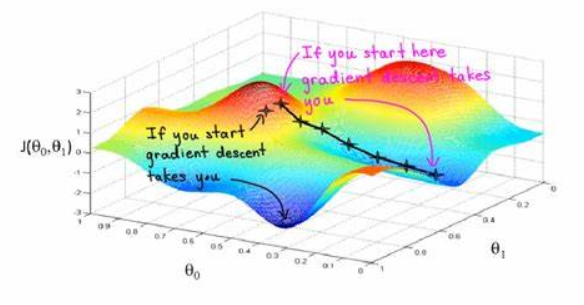 If you start here
gradient descent takes
you
If you start
gradient descent
takes you
J(θ₀,θ₁)
3
2
1
0
-1
-2
-3
1
0.9
0.8
0.7
0.6
0.5
0.4
0.3
0.2
0.1
0
θ₀
1
0.8
0.6
0.4
0.2
0
θ₁